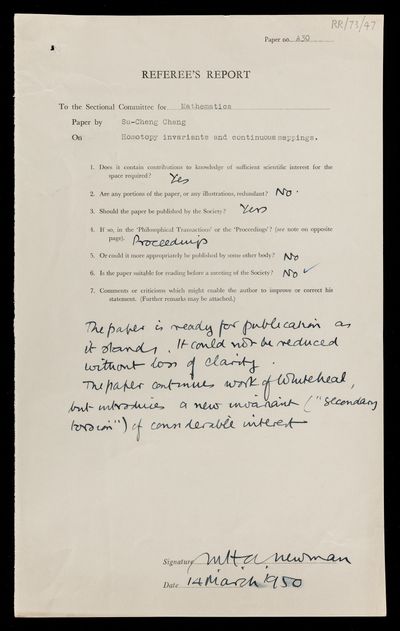 RR/73/47
Paper no. A30
REFEREE'S REPORT
To the Sectional Committee for Mathematics
Paper by Su-Cheng Chang
On Homotopy invariants and continuous mappings.
1. Does it contain contributions to knowledge of sufficient scientific interest for the
space required? Yes
2. Are any portions of the paper, or any illustrations, redundant? No.
3. Should the paper be published by the Society? Yes
4. If so, in the 'Philosophical Transactions' or the 'Proceedings'? (see note on opposite
page). Proceedings
5. Or could it more appropriately be published by some other body? No
6. Is the paper suitable for reading before a meeting of the Society? No ✓
7. Comments or criticisms which might enable the author to improve or correct his
statement. (Further remarks may be attached.)
The paper is ready for publication as
it stands. It could not be reduced
without loss of clarity.
The paper continues work of Whitehead,
but introduces a new invariant ("secondary
torsion") of considerable interest
Signature M H A Newman
Date 14 March 1950